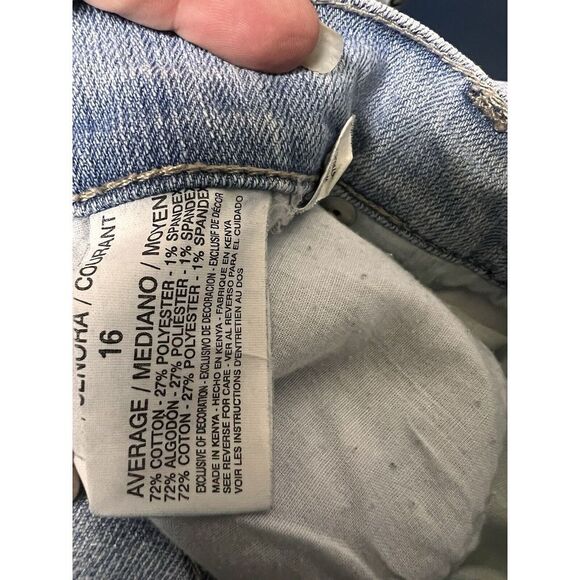 / SEÑORA / COURANT
16
AVERAGE / MEDIANO / MOYEN
72% COTTON - 27% POLYESTER - 1% SPANDEX
72% ALGODON - 27% POLIESTER - 1% SPANDEX
72% COTON - 27% POLYESTER - 1% SPANDEX
EXCLUSIVE OF DECORATION - EXCLUSIVO DE DECORACION - EXCLUSIF DE DÉCOR
MADE IN KENYA - HECHO EN KENYA - FABRIQUE EN KENYA
SEE REVERSE FOR CARE - VER AL REVERSO PARA EL CUIDADO
VOIR LES INSTRUCTIONS D'ENTRETIEN AU DOS